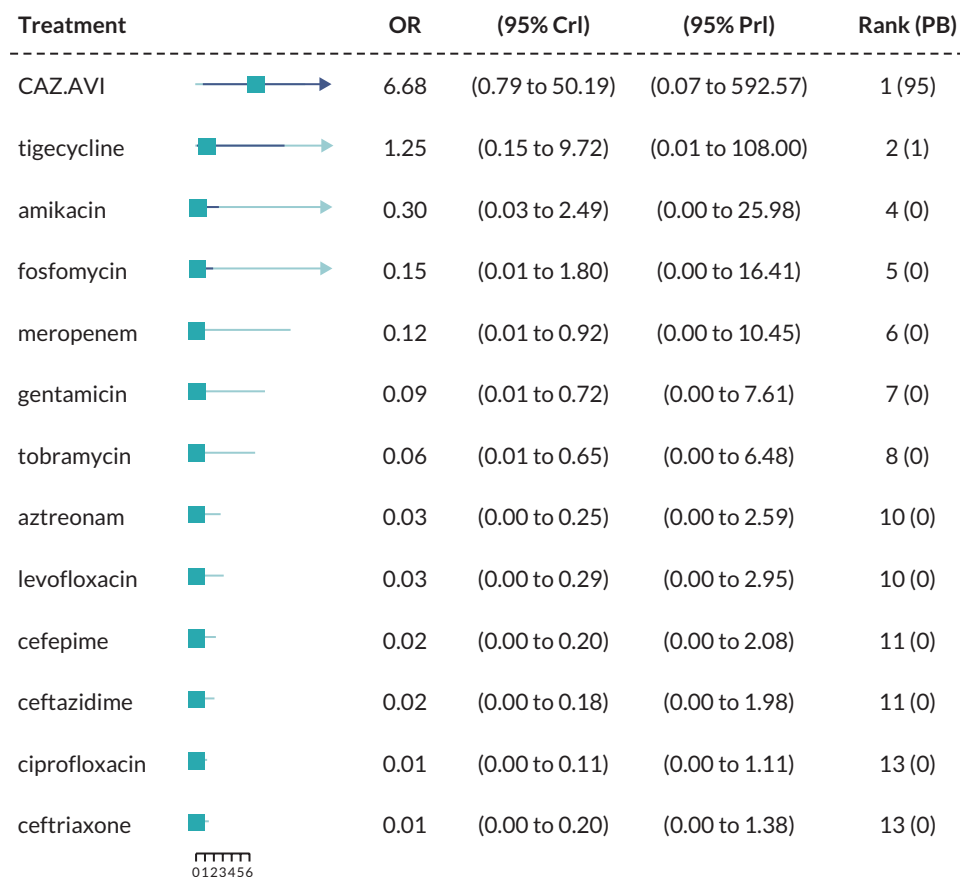 Treatment OR (95% Crl) (95% Prl) Rank (PB)
CAZ.AVI 6.68 (0.79 to 50.19) (0.07 to 592.57) 1 (95)
tigecycline 1.25 (0.15 to 9.72) (0.01 to 108.00) 2 (1)
amikacin 0.30 (0.03 to 2.49) (0.00 to 25.98) 4 (0)
fosfomycin 0.15 (0.01 to 1.80) (0.00 to 16.41) 5 (0)
meropenem 0.12 (0.01 to 0.92) (0.00 to 10.45) 6 (0)
gentamicin 0.09 (0.01 to 0.72) (0.00 to 7.61) 7 (0)
tobramycin 0.06 (0.01 to 0.65) (0.00 to 6.48) 8 (0)
aztreonam 0.03 (0.00 to 0.25) (0.00 to 2.59) 10 (0)
levofloxacin 0.03 (0.00 to 0.29) (0.00 to 2.95) 10 (0)
cefepime 0.02 (0.00 to 0.20) (0.00 to 2.08) 11 (0)
ceftazidime 0.02 (0.00 to 0.18) (0.00 to 1.98) 11 (0)
ciprofloxacin 0.01 (0.00 to 0.11) (0.00 to 1.11) 13 (0)
ceftriaxone 0.01 (0.00 to 0.20) (0.00 to 1.38) 13 (0)
0123456